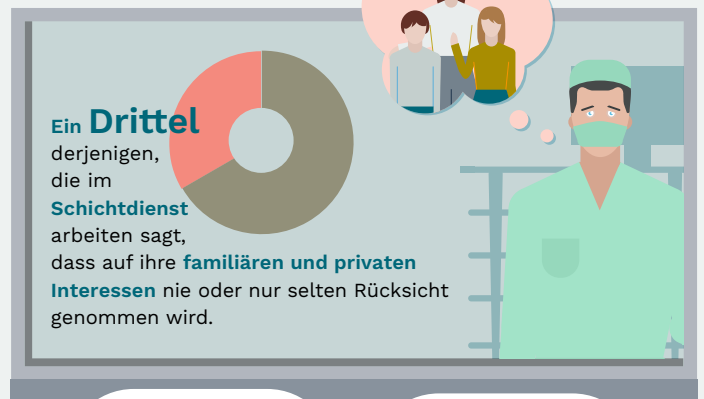 Ein Drittel
derjenigen,
die im
Schichtdienst
arbeiten sagt,
dass auf ihre familiären und privaten
Interessen nie oder nur selten Rücksicht
genommen wird.